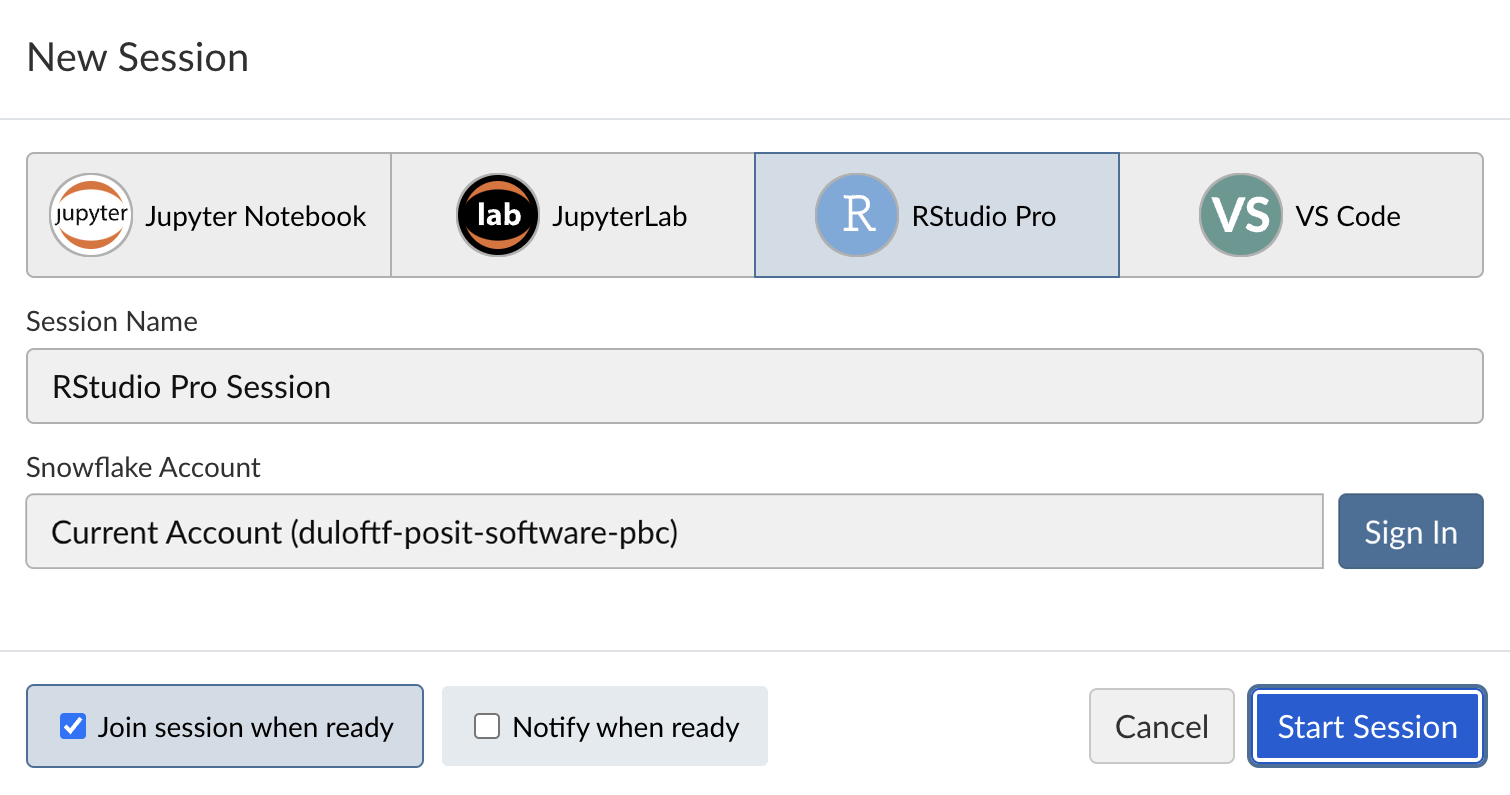 New Session
jupyter Jupyter Notebook lab JupyterLab R RStudio Pro VS VS Code
Session Name
RStudio Pro Session
Snowflake Account
Current Account (duloftf-posit-software-pbc) Sign In
Join session when ready Notify when ready Cancel Start Session